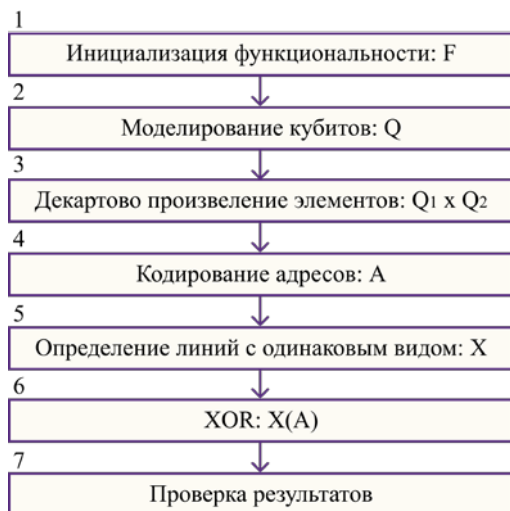 1
Инициализация функциональности: F
2
Моделирование кубитов: Q
3
Декартово произвеление элементов: Q1 x Q2
4
Кодирование адресов: A
5
Определение линий с одинаковым видом: X
6
XOR: X(A)
7
Проверка результатов